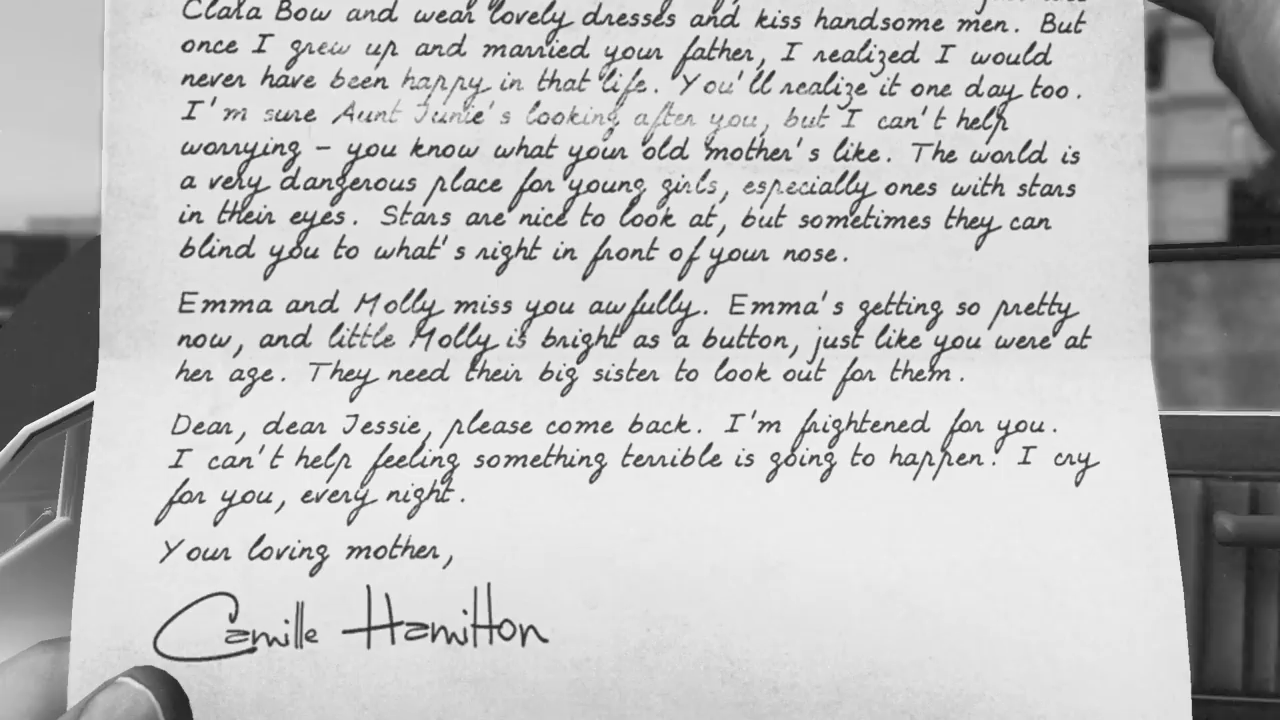 Clara Bow and wear lovely dresses and kiss handsome men. But
once I grew up and married your father, I realized I would
never have been happy in that life. You'll realize it one day too.
I'm sure Aunt Junie's looking after you, but I can't help
worrying – you know what your old mother's like. The world is
a very dangerous place for young girls, especially ones with stars
in their eyes. Stars are nice to look at, but sometimes they can
blind you to what's right in front of your nose.
Emma and Molly miss you awfully. Emma's getting so pretty
now, and little Molly is bright as a button, just like you were at
her age. They need their big sister to look out for them.
Dear, dear Jessie, please come back. I'm frightened for you.
I can't help feeling something terrible is going to happen. I cry
for you, every night.
Your loving mother,
Camille Hamilton